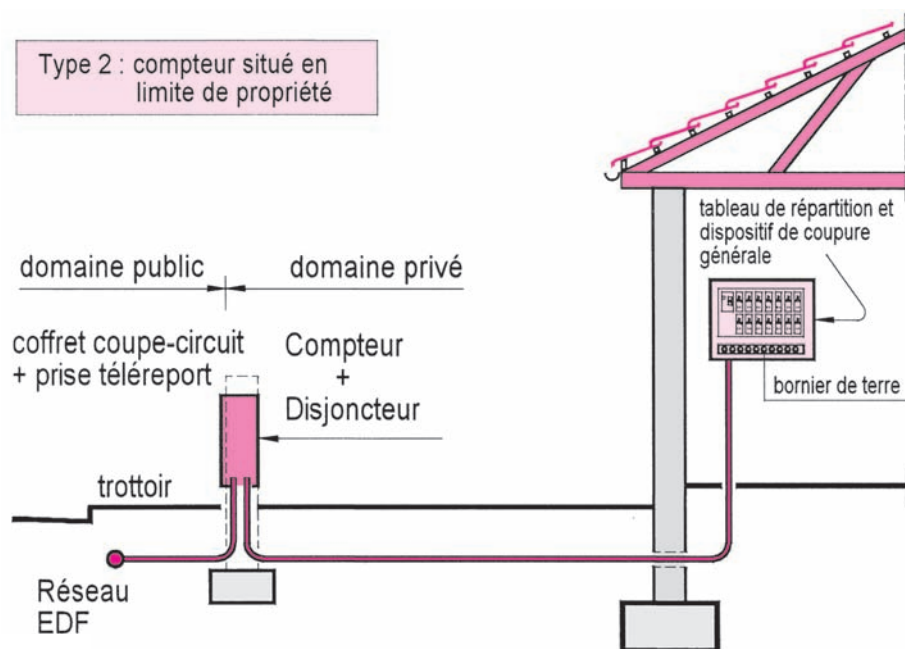 Type 2 : compteur situé en
limite de propriété
tableau de répartition et
dispositif de coupure
générale
domaine public
domaine privé
coffret coupe-circuit
+ prise téléreport
Compteur
+
Disjoncteur
bornier de terre
trottoir
Réseau
EDF